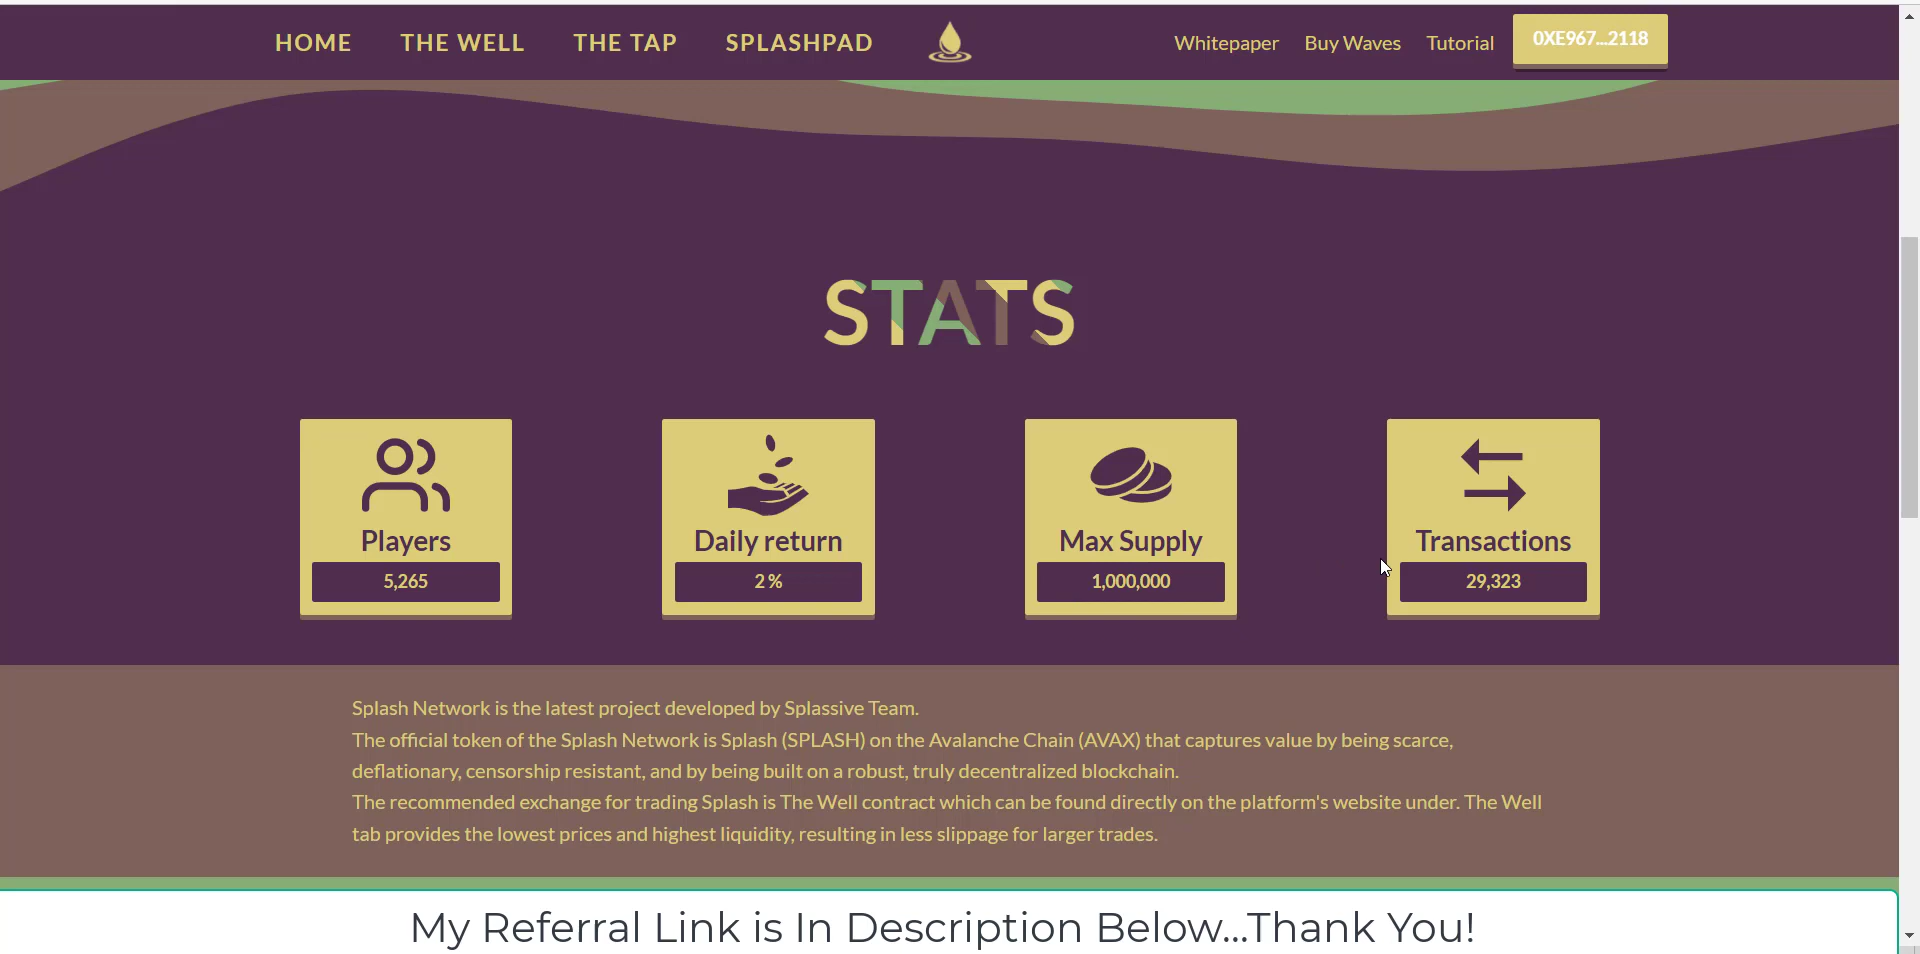 HOME THE WELL THE TAP SPLASHPAD Whitepaper Buy Waves Tutorial 0XE967...2118
STATS
Players Daily return Max Supply Transactions
5,265 2 % 1,000,000 29,323
Splash Network is the latest project developed by Splassive Team.
The official token of the Splash Network is Splash (SPLASH) on the Avalanche Chain (AVAX) that captures value by being scarce,
deflationary, censorship resistant, and by being built on a robust, truly decentralized blockchain.
The recommended exchange for trading Splash is The Well contract which can be found directly on the platform's website under. The Well
tab provides the lowest prices and highest liquidity, resulting in less slippage for larger trades.
My Referral Link is In Description Below...Thank You!